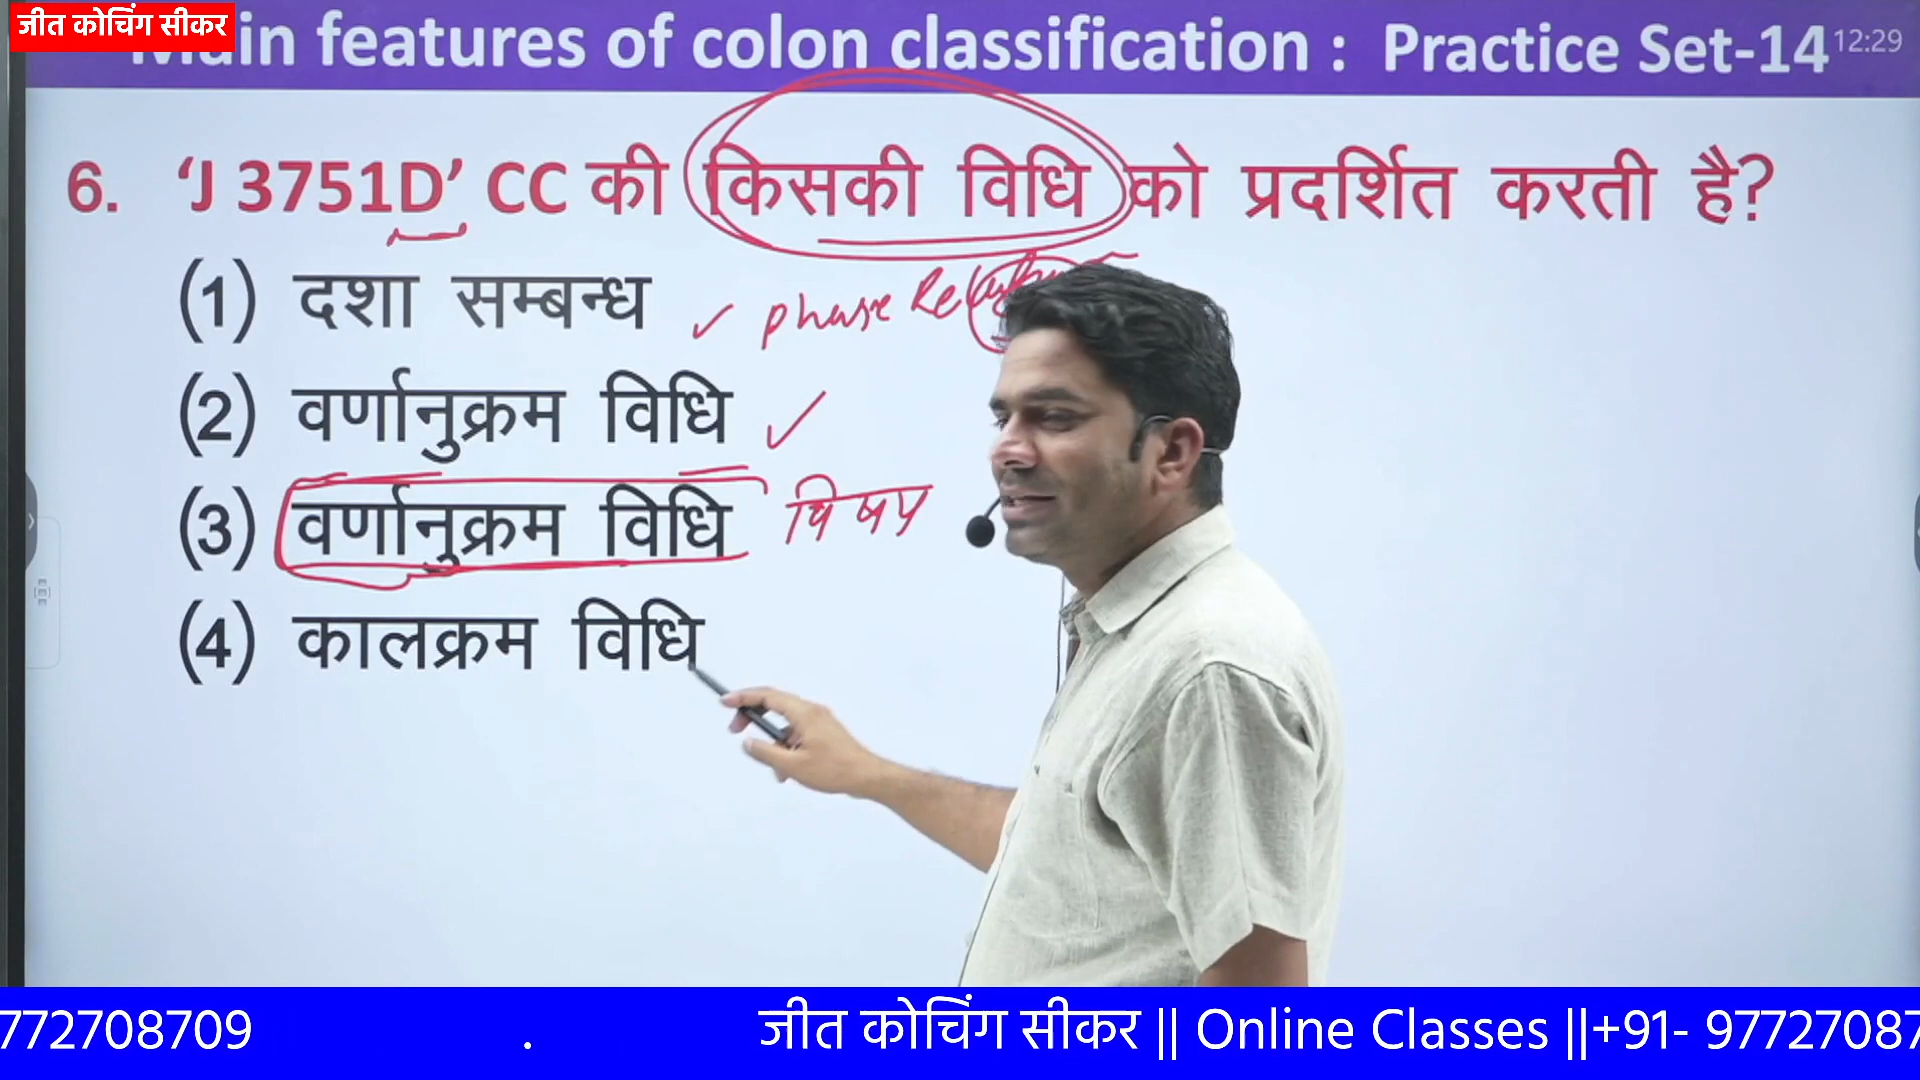 जीत कोचिंग सीकर
Main features of colon classification : Practice Set-14
12:29
6. ‘J 3751D’ CC की किसकी विधि को प्रदर्शित करती है?
(1) दशा सम्बन्ध ✓ phase
(2) वर्णानुक्रम विधि ✓
(3) वर्णानुक्रम विधि विषय
(4) कालक्रम विधि
772708709 . जीत कोचिंग सीकर || Online Classes ||+91- 97727087